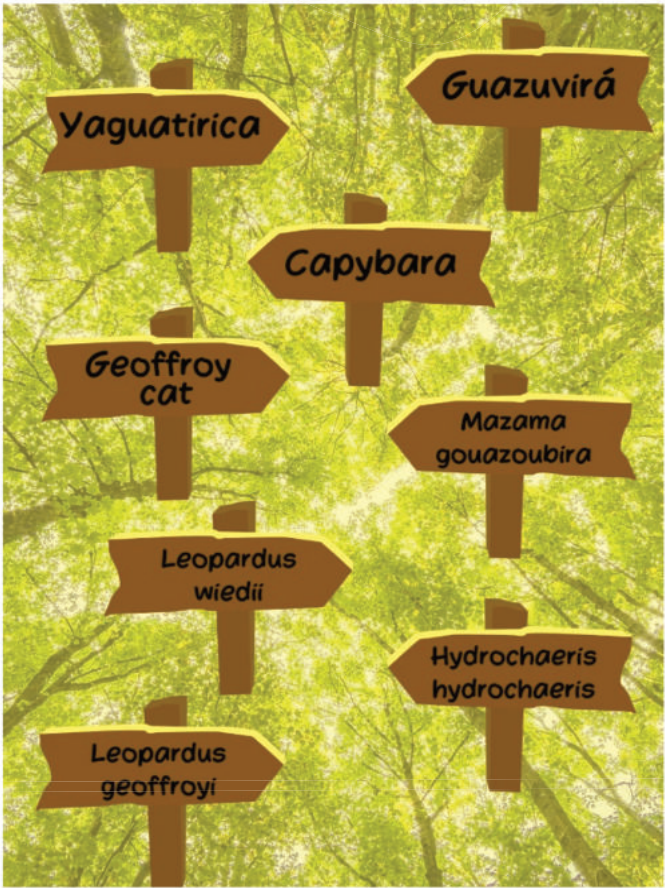 Guazuvirá
Yaguatirica
Capybara
Geoffroy
cat
Mazama
gouazoubira
Leopardus
wiedii
Hydrochaeris
hydrochaeris
Leopardus
geoffroyi